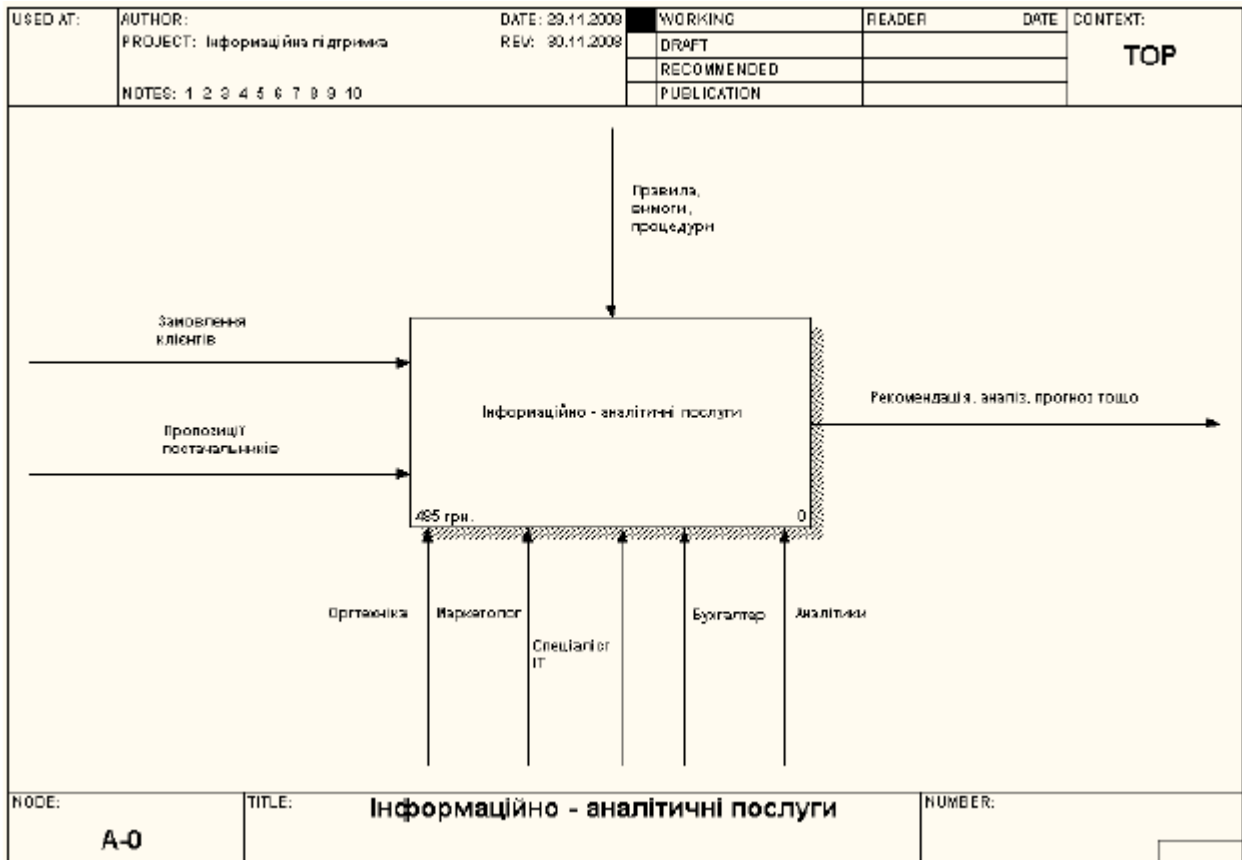 USED AT:
AUTHOR:
DATE: 29.11.2009
WORKING
READER
DATE
CONTEXT:
PROJECT: Інформаційна підтримка
REV: 30.11.2009
DRAFT
TOP
RECOMMENDED
NOTES: 1 2 3 4 5 6 7 8 9 10
PUBLICATION
Правила,
вимоги,
процедури
Замовлення
клієнтів
Інформаційно - аналітичні послуги
Рекомендація, аналіз, прогноз тощо
Пропозиції
постачальників
495 грн.
0
Оргтехніка
Маркетолог
Спеціаліст
ІТ
Бухгалтер
Аналітики
NODE:
A-0
TITLE:
Інформаційно - аналітичні послуги
NUMBER: